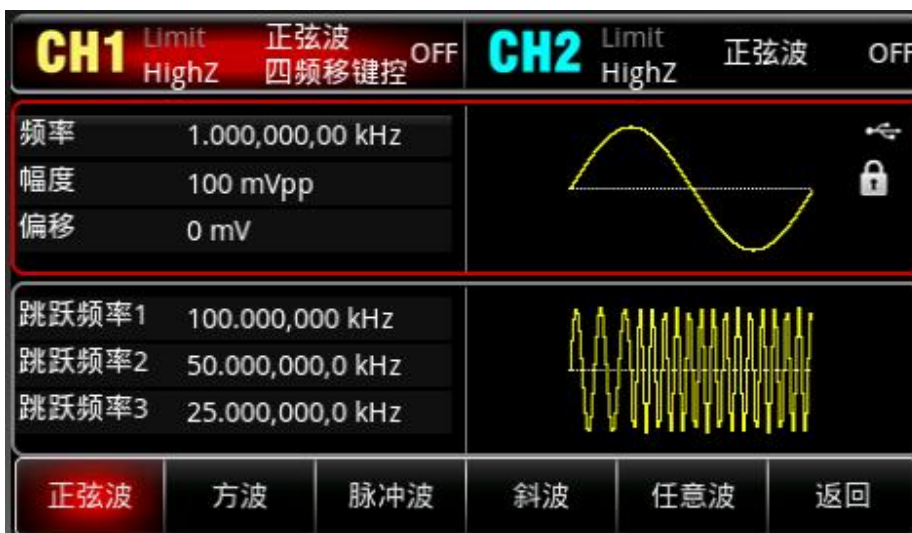 CH1 Limit 正弦波 OFF CH2 Limit 正弦波 OFF
HighZ 四频移键控 HighZ
频率 1.000,000,00 kHz
幅度 100 mVpp
偏移 0 mV
跳跃频率1 100.000,000 kHz
跳跃频率2 50.000,000,0 kHz
跳跃频率3 25.000,000,0 kHz
正弦波 方波 脉冲波 斜波 任意波 返回